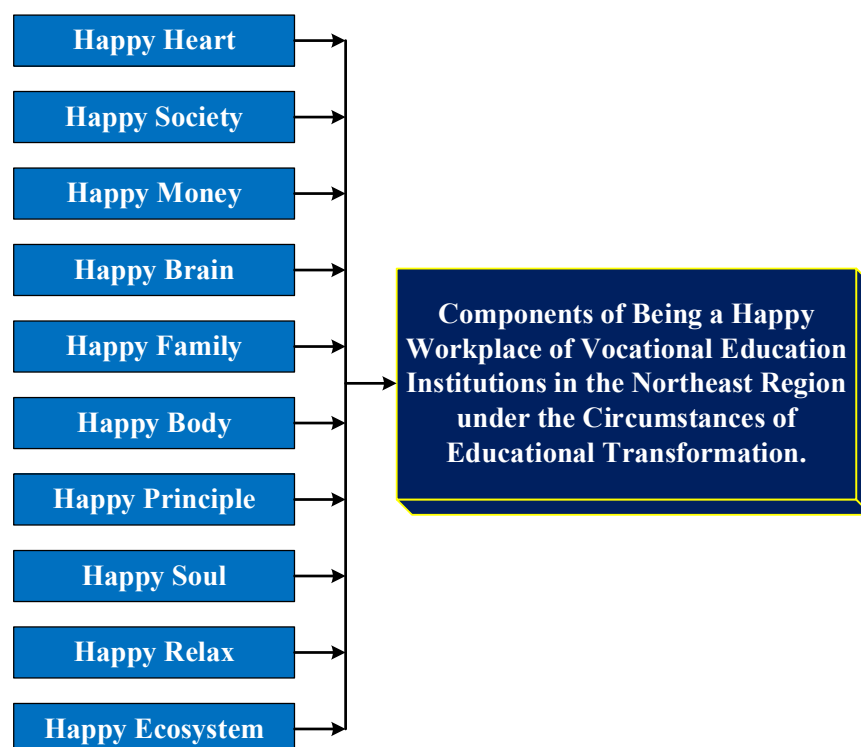 Happy Heart
Happy Society
Happy Money
Happy Brain
Happy Family
Happy Body
Happy Principle
Happy Soul
Happy Relax
Happy Ecosystem
Components of Being a Happy
Workplace of Vocational Education
Institutions in the Northeast Region
under the Circumstances of
Educational Transformation.